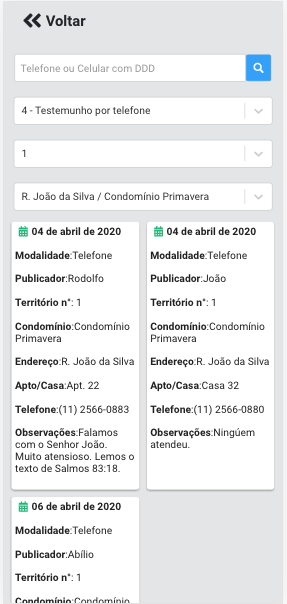 Voltar
Telefone ou Celular com DDD
4 - Testemunho por telefone
1
R. João da Silva / Condomínio Primavera
04 de abril de 2020
Modalidade:Telefone
Publicador:Rodolfo
Território n°: 1
Condomínio:Condomínio
Primavera
Endereço:R. João da Silva
Apto/Casa:Apt. 22
Telefone:(11) 2566-0883
Observações:Falamos
com o Senhor João.
Muito atensioso. Lemos o
texto de Salmos 83:18.
04 de abril de 2020
Modalidade:Telefone
Publicador:João
Território n°: 1
Condomínio:Condomínio
Primavera
Endereço:R. João da Silva
Apto/Casa:Casa 32
Telefone:(11) 2566-0880
Observações:Ningúem
atendeu.
06 de abril de 2020
Modalidade:Telefone
Publicador:Abílio
Território n°: 1
Condomínio:Condomínio